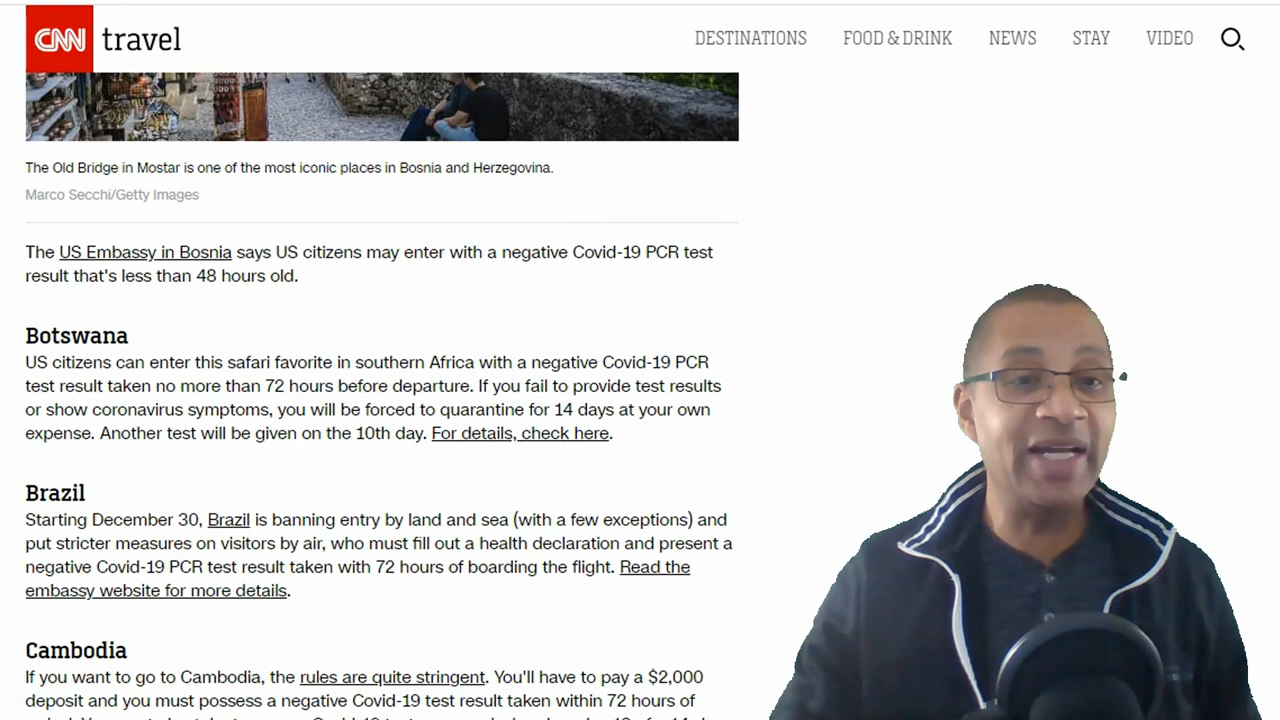 CNN travel DESTINATIONS FOOD & DRINK NEWS STAY VIDEO
The Old Bridge in Mostar is one of the most iconic places in Bosnia and Herzegovina.
Marco Secchi/Getty Images
The US Embassy in Bosnia says US citizens may enter with a negative Covid-19 PCR test
result that's less than 48 hours old.
Botswana
US citizens can enter this safari favorite in southern Africa with a negative Covid-19 PCR
test result taken no more than 72 hours before departure. If you fail to provide test results
or show coronavirus symptoms, you will be forced to quarantine for 14 days at your own
expense. Another test will be given on the 10th day. For details, check here.
Brazil
Starting December 30, Brazil is banning entry by land and sea (with a few exceptions) and
put stricter measures on visitors by air, who must fill out a health declaration and present a
negative Covid-19 PCR test result taken with 72 hours of boarding the flight. Read the
embassy website for more details.
Cambodia
If you want to go to Cambodia, the rules are quite stringent. You'll have to pay a $2,000
deposit and you must possess a negative Covid-19 test result taken within 72 hours of